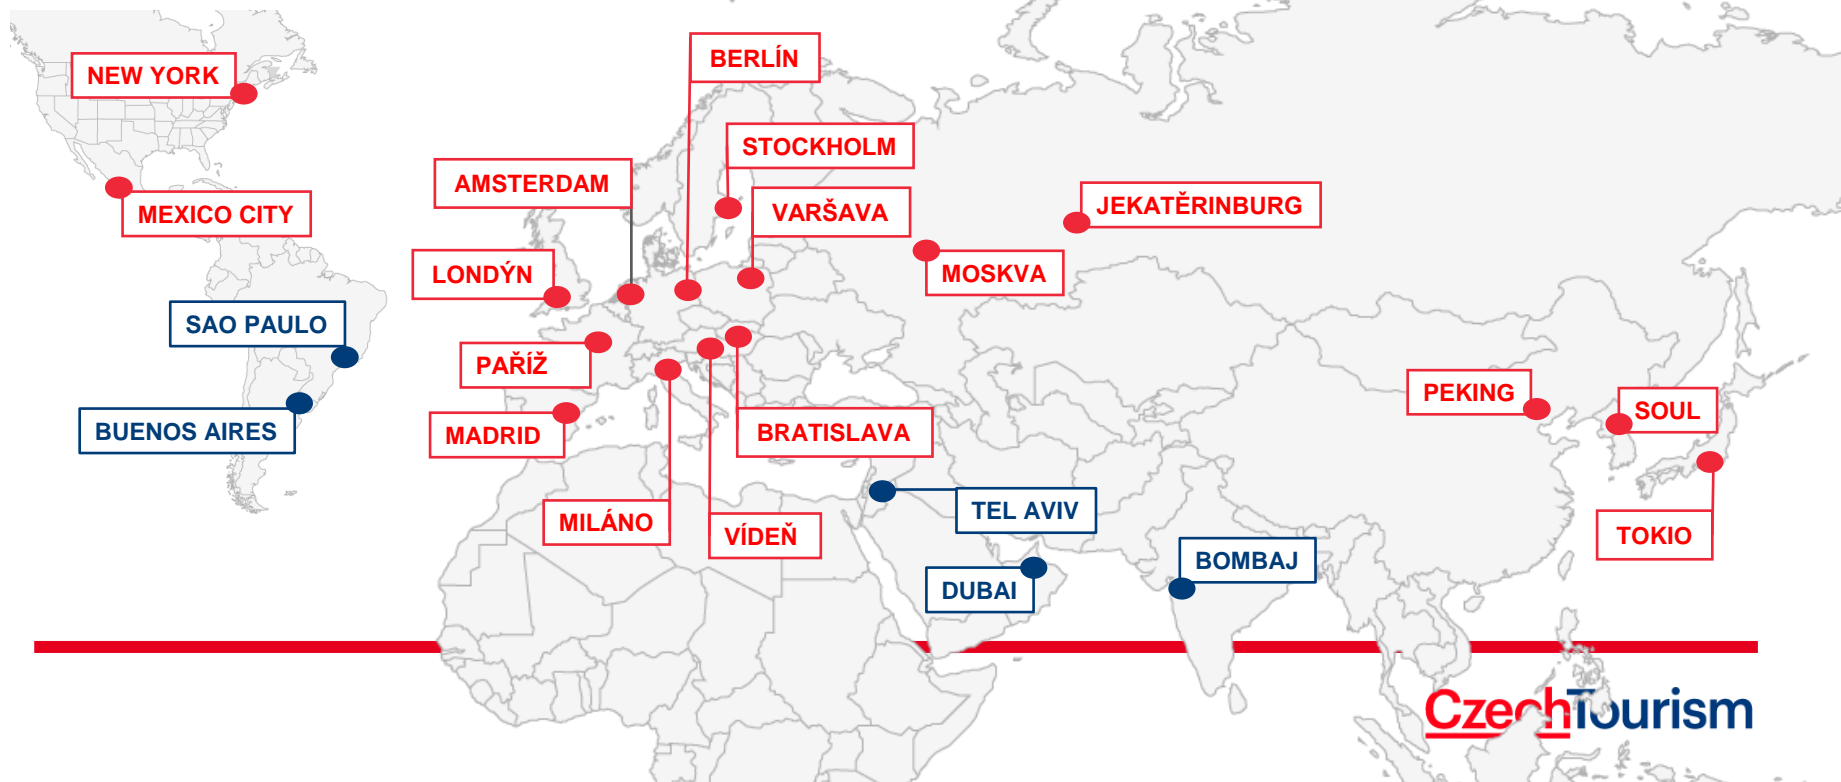 BERLÍN
NEW YORK
STOCKHOLM
AMSTERDAM
VARŠAVA
JEKATĚRINBURG
MEXICO CITY
LONDÝN
MOSKVA
SAO PAULO
PAŘÍŽ
PEKING
SOUL
BUENOS AIRES
MADRID
BRATISLAVA
TEL AVIV
MILÁNO
VÍDEŇ
TOKIO
BOMBAJ
DUBAI
CzechTourism